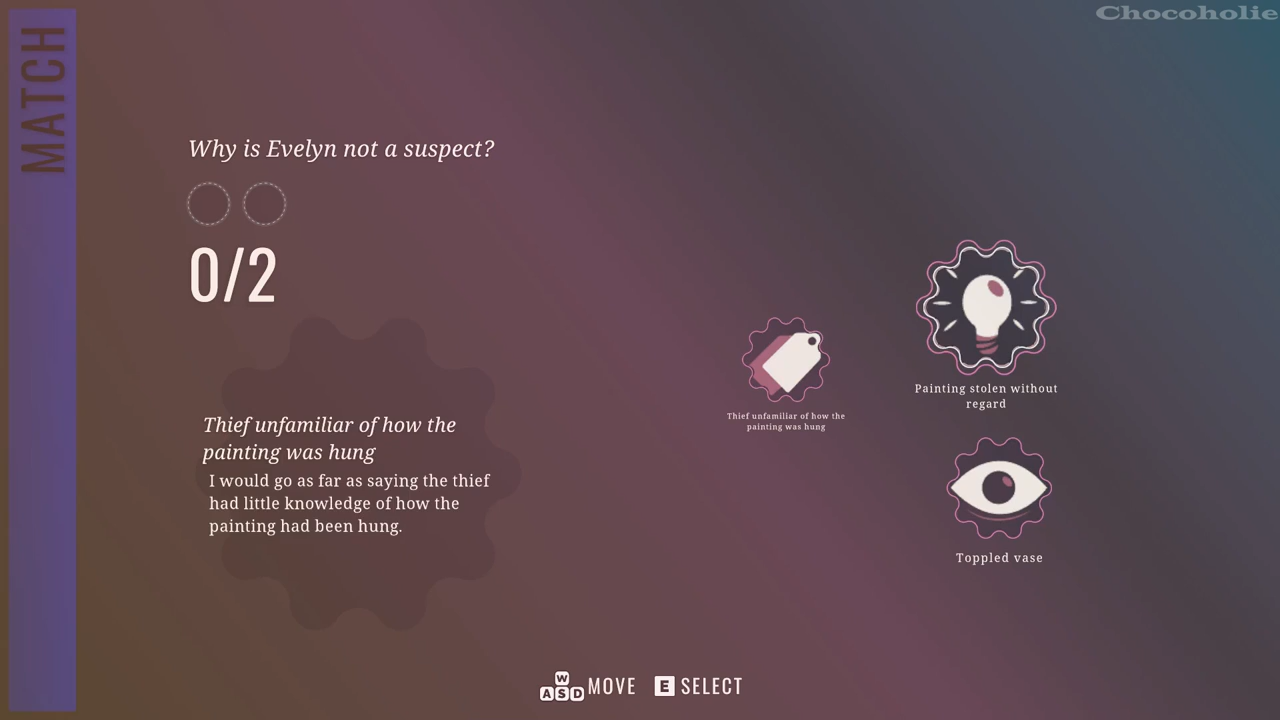 Chocoholie
MATCH
Why is Evelyn not a suspect?
0/2
Thief unfamiliar of how the
painting was hung
I would go as far as saying the thief
had little knowledge of how the
painting had been hung.
Thief unfamiliar of how the
painting was hung
Painting stolen without
regard
Toppled vase
W
A S D MOVE E SELECT